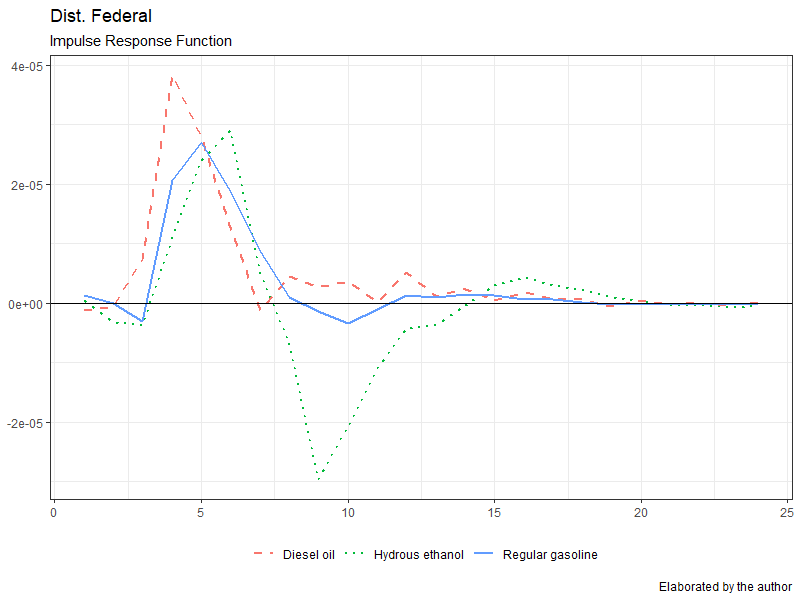 Dist. Federal
Impulse Response Function
4e-05
2e-05
0e+00
-2e-05
0 5 10 15 20 25
Diesel oil Hydrous ethanol Regular gasoline
Elaborated by the author